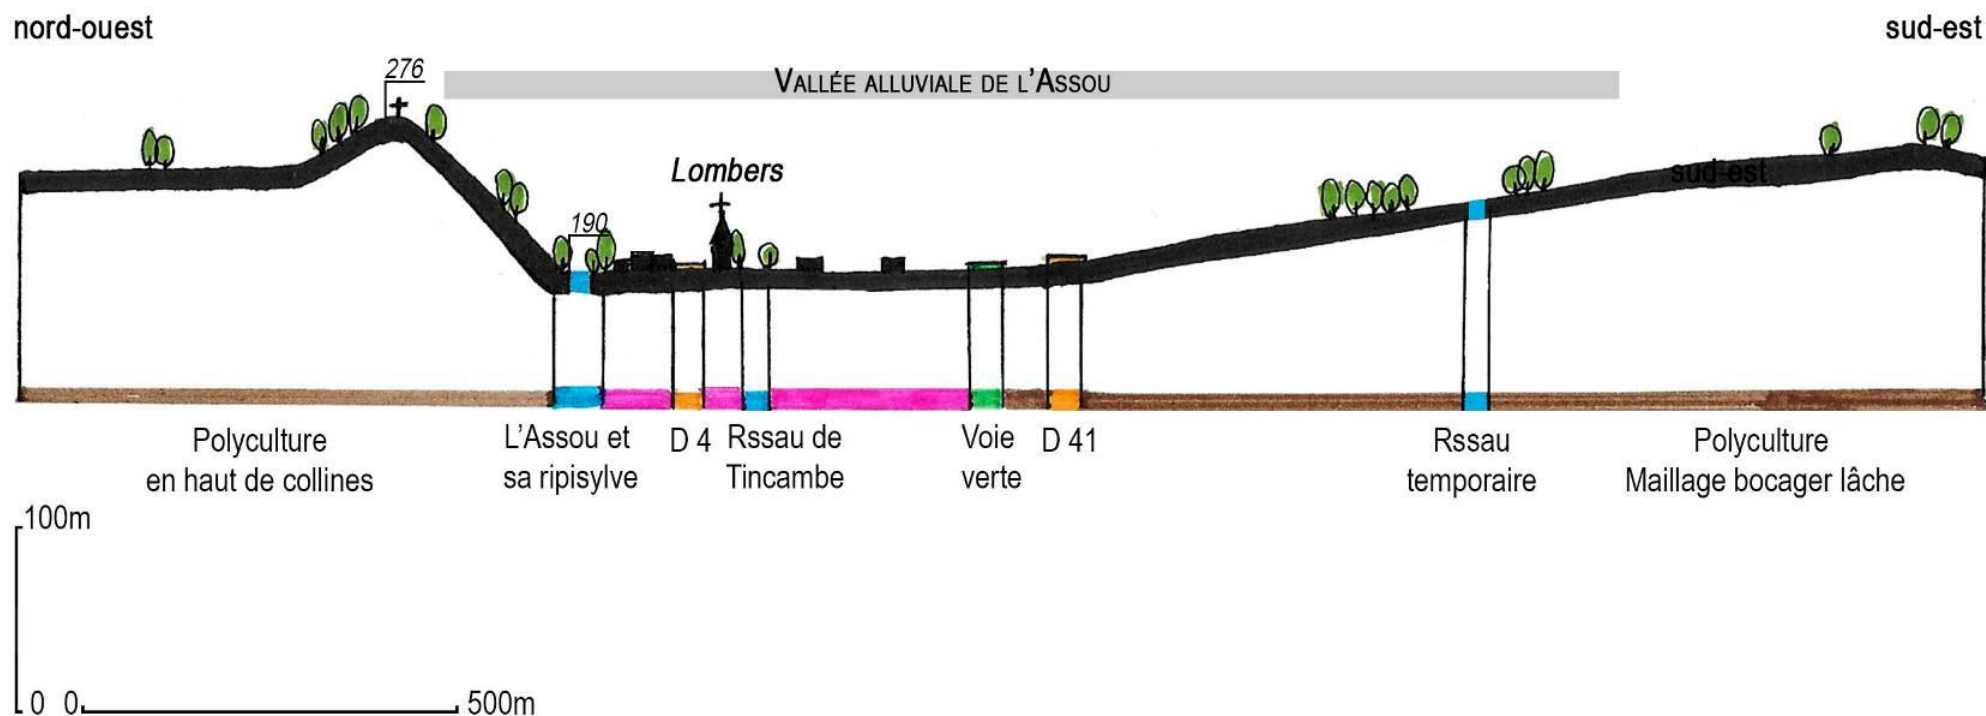 nord-ouest
sud-est
276
VALLÉE ALLUVIALE DE L'ASSOU
Lombers
sud-est
190
Polyculture
en haut de collines
L'Assou et
sa ripisylve
D 4
Rssau de
Tincambe
Voie
verte
D 41
Rssau
temporaire
Polyculture
Maillage bocager lâche
100m
0
0
500m